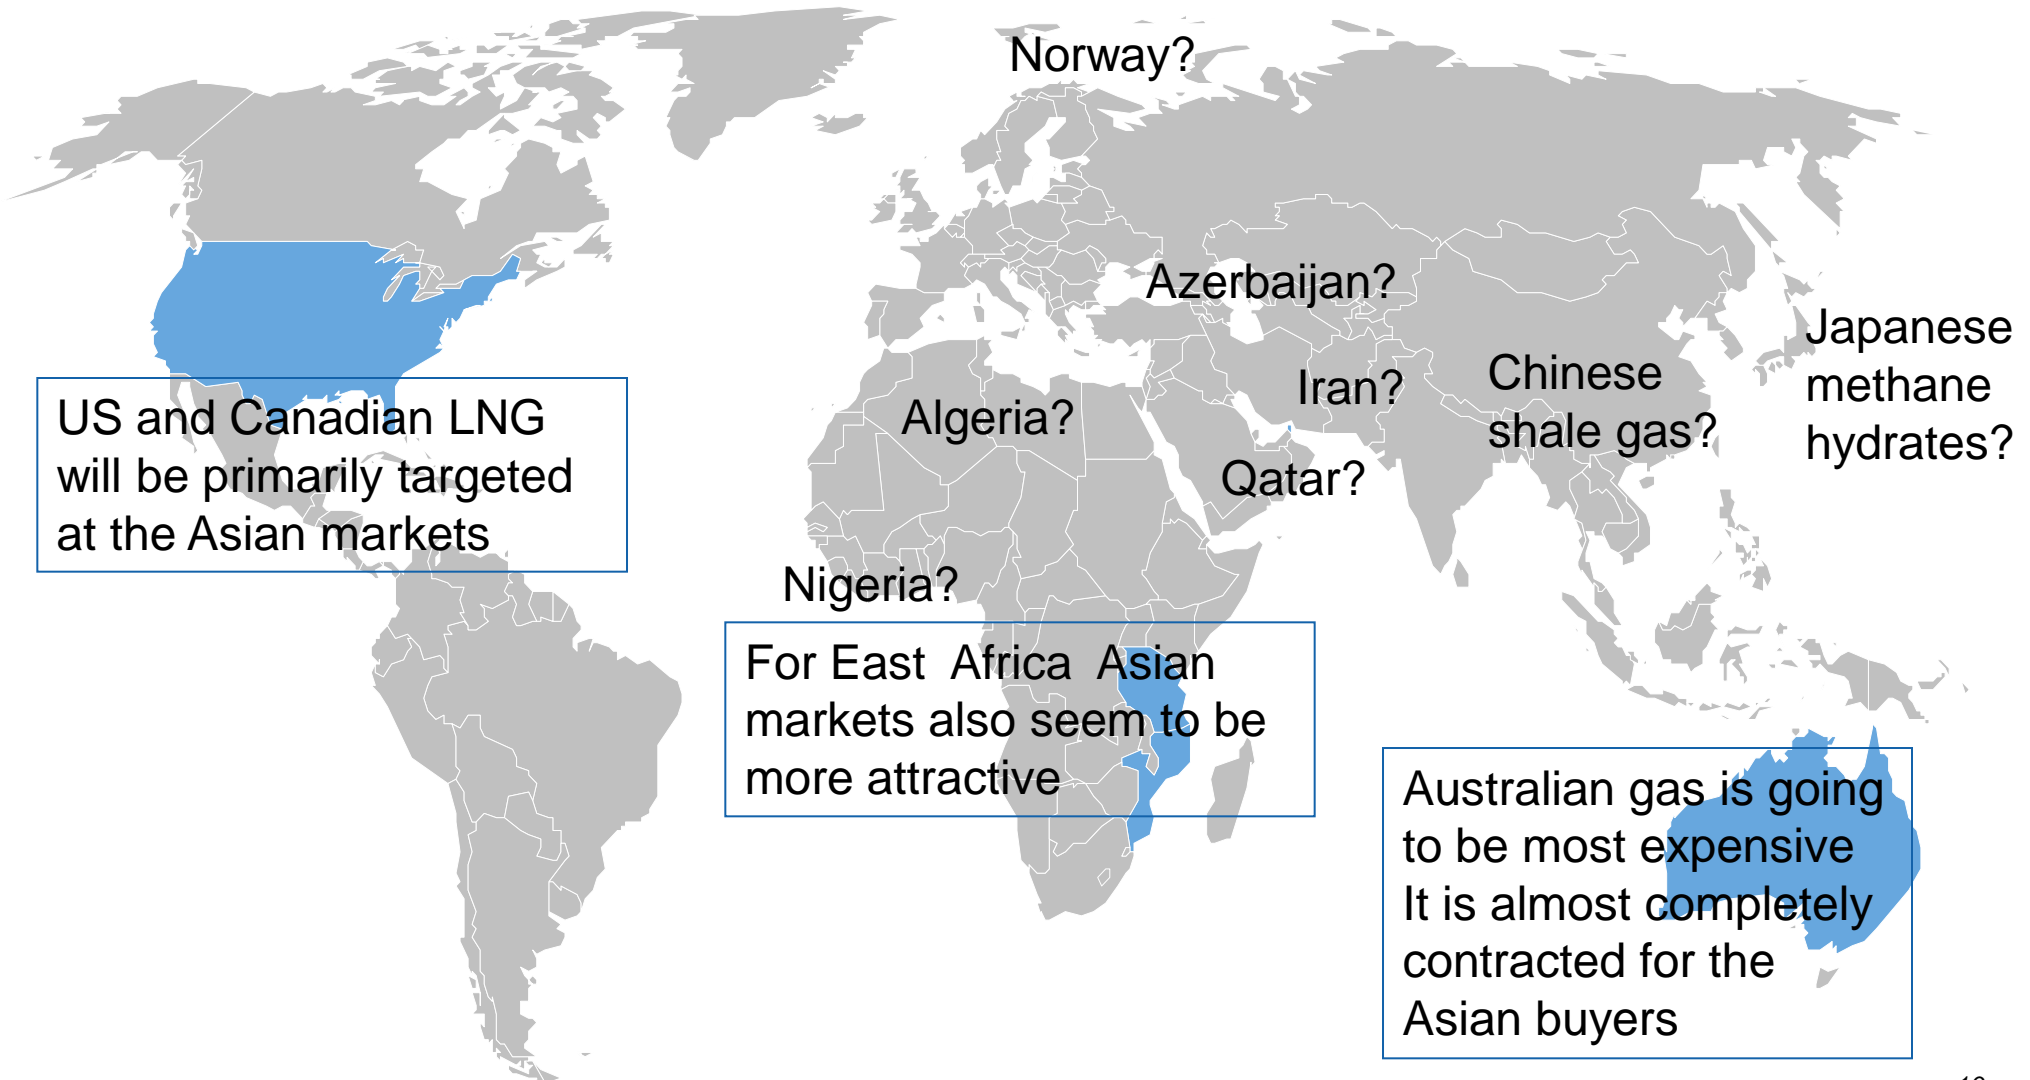 Norway?
Azerbaijan?
Japanese
methane
hydrates?
Chinese
shale gas?
Iran?
Algeria?
Qatar?
US and Canadian LNG
will be primarily targeted
at the Asian markets
Nigeria?
For East  Africa  Asian
markets also seem to be
more attractive
Australian gas is going
to be most expensive
It is almost completely
contracted for the
Asian buyers